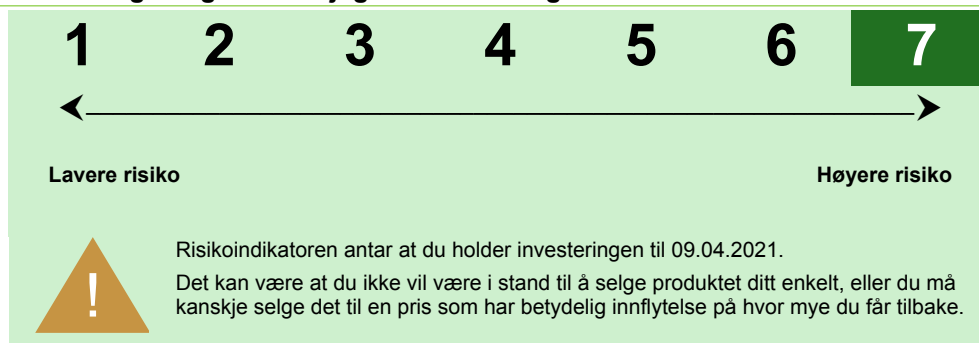 1 2 3 4 5 6 7
Lavere risiko Høyere risiko
!
Risikoindikatoren antar at du holder investeringen til 09.04.2021.
Det kan være at du ikke vil være i stand til å selge produktet ditt enkelt, eller du må
kanskje selge det til en pris som har betydelig innflytelse på hvor mye du får tilbake.